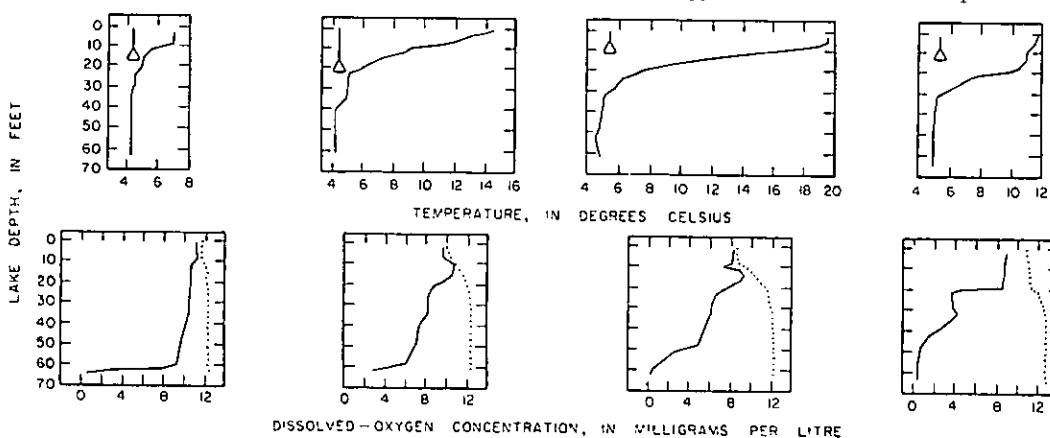 LAKE DEPTH, IN FEET
0
10
20
30
40
50
60
70
4 6 8
4 6 8 10 12 14 16
4 6 8 10 12 14 16 18 20
4 6 8 10 12
TEMPERATURE, IN DEGREES CELSIUS
0
10
20
30
40
50
60
70
0 4 8 12
0 4 8 12
0 4 8 12
0 4 8 12
DISSOLVED-OXYGEN CONCENTRATION, IN MILLIGRAMS PER LITRE